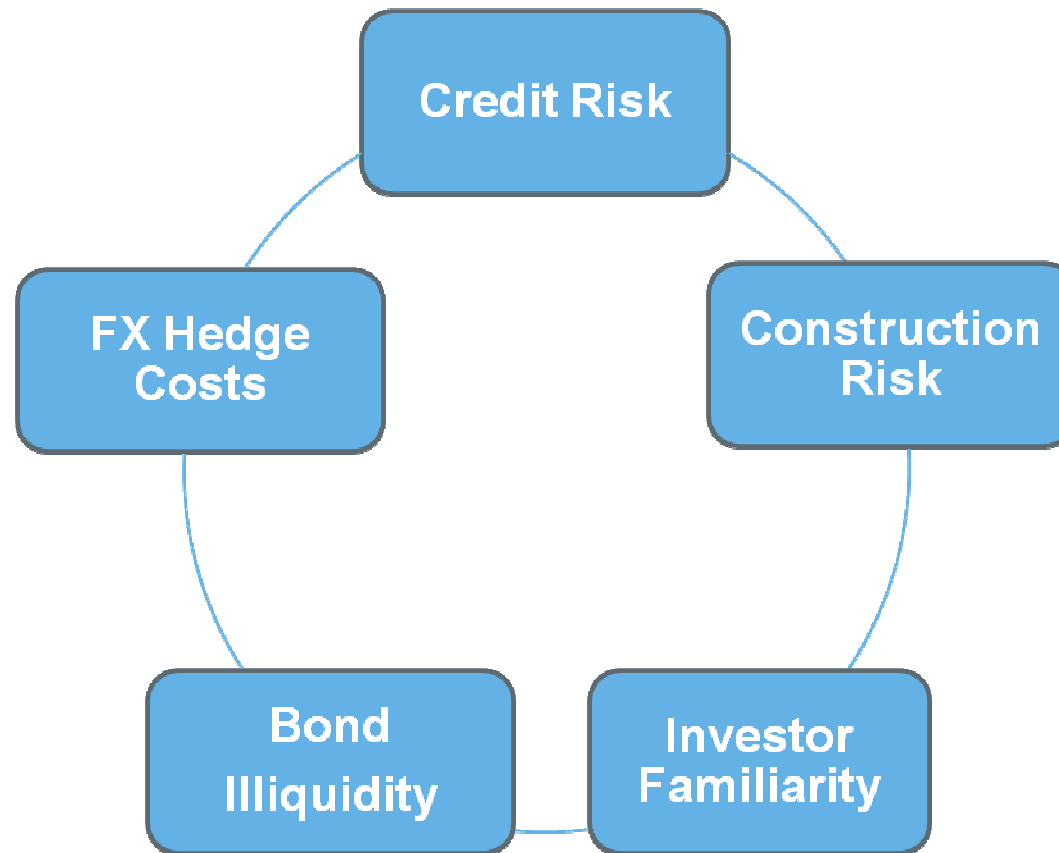 Credit Risk
FX Hedge
Costs
Construction
Risk
Bond
Illiquidity
Investor
Familiarity